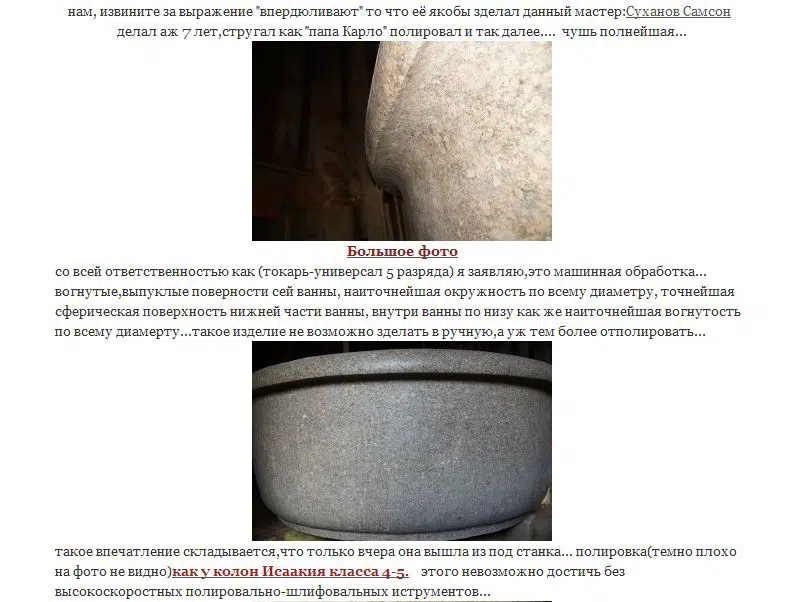 нам, извините за выражение "впердюливают" то что её якобы зделал данный мастер:Суханов Самсон
делал аж 7 лет,стругал как "папа Карло" полировал и так далее.... чушь полнейшая...
Большое фото
со всей ответственностью как (токарь-универсал 5 разряда) я заявляю,это машинная обработка...
вогнутые,выпуклые поверности сей ванны, наиточнейшая окружность по всему диаметру, точнейшая
сферическая поверхность нижней части ванны, внутри ванны по низу как же наиточнейшая вогнутость
по всему диамерту...такое изделие не возможно зделать в ручную,а уж тем более отполировать...
такое впечатление складывается,что только вчера она вышла из под станка... полировка(темно плохо
на фото не видно)как у колон Исаакия класса 4-5. этого невозможно достичь без
высокоскоростных полировально-шлифовальных иструментов...